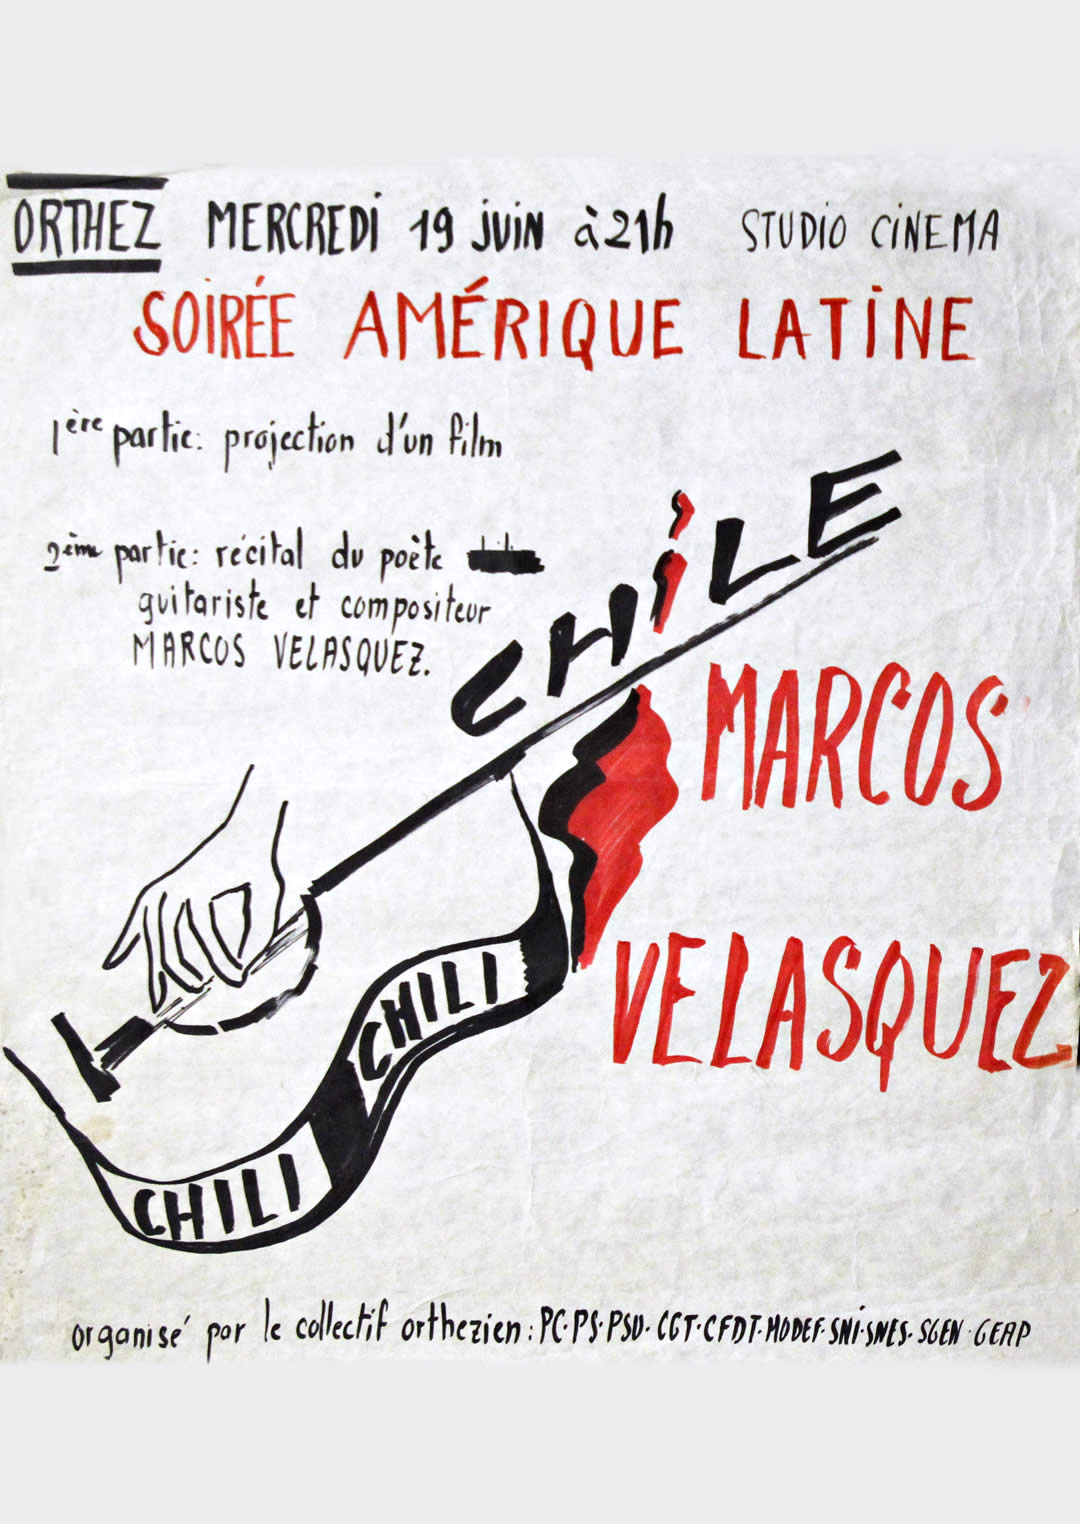 ORTHEZ MERCREDI 19 JUIN à 21h STUDIO CINEMA
SOIRÉE AMÉRIQUE LATINE
1ère partie: projection d'un film
2ème partie: récital du poète
guitariste et compositeur
MARCOS VELASQUEZ.
CHILE
MARCOS
VELASQUEZ
CHILI
CHILI
organisé par le collectif orthezien: PC·PS·PSU·CGT·CFDT·MODEF·SNI·SNES·SGEN·GEAP